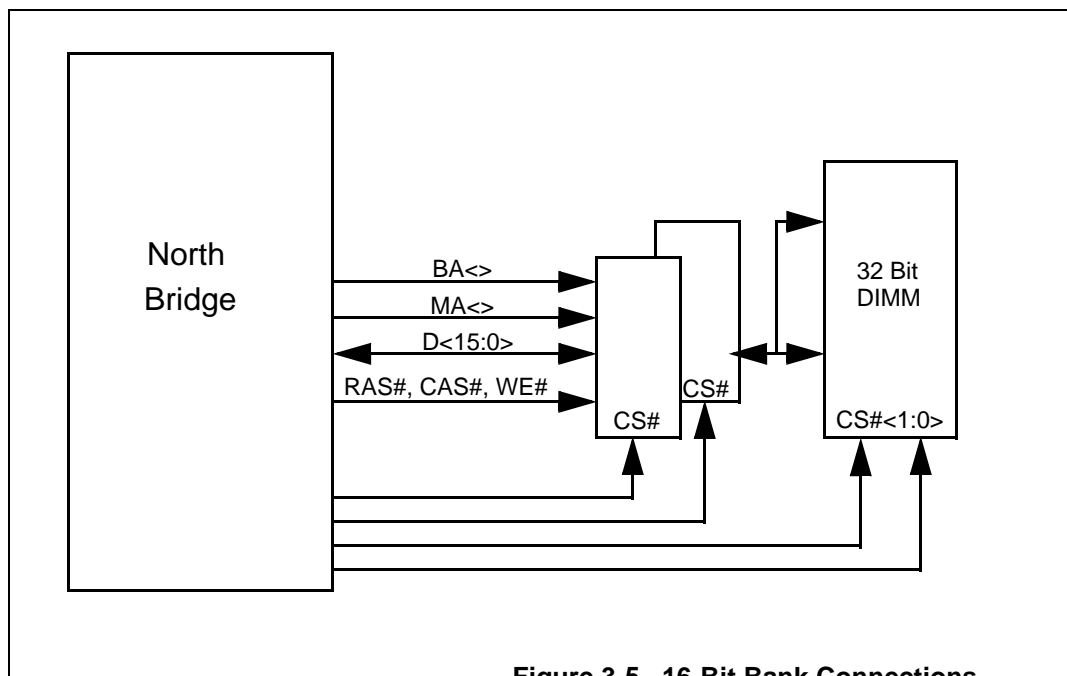 North
Bridge
BA<>
MA<>
D<15:0>
RAS#, CAS#, WE#
CS#
CS#
32 Bit
DIMM
CS#<1:0>
Figure 3-5. 16-Bit Bank Connections